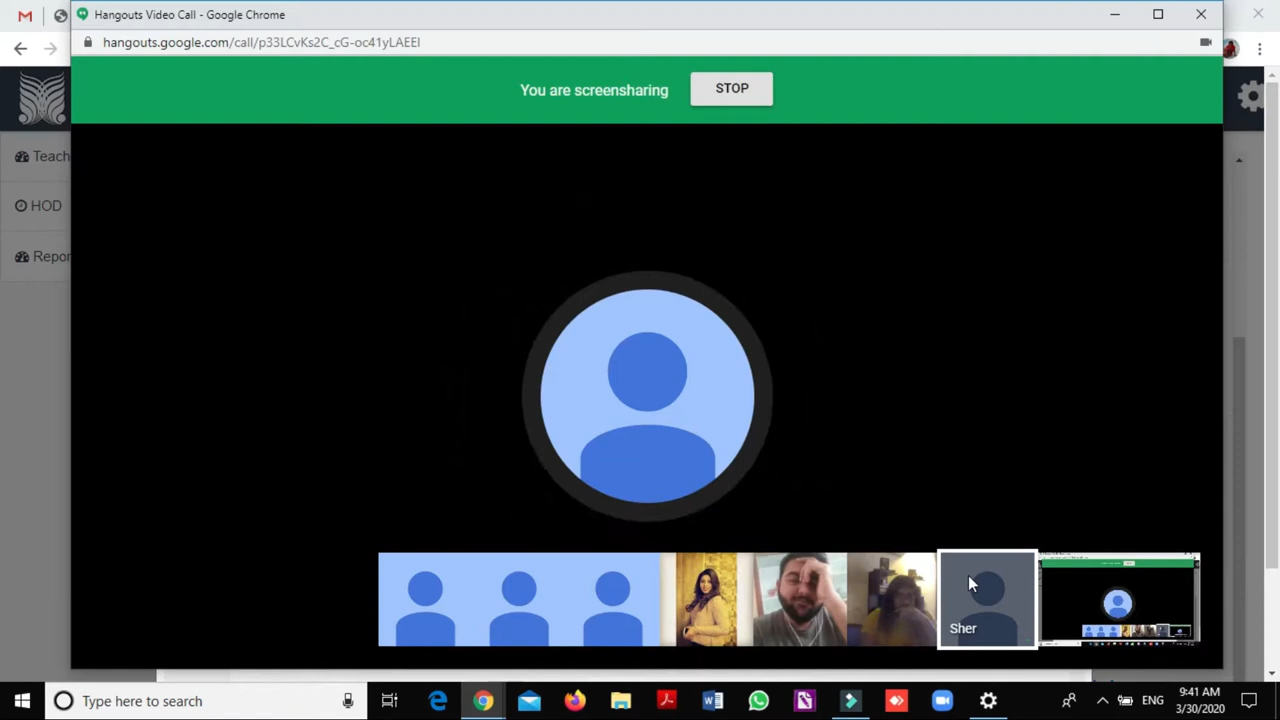 Hangouts Video Call - Google Chrome
hangouts.google.com/call/p33LCvKs2C_cG-oc41yLAEEI
You are screensharing
STOP
Teach
HOD
Repor
Sher
Type here to search
ENG
9:41 AM
3/30/2020